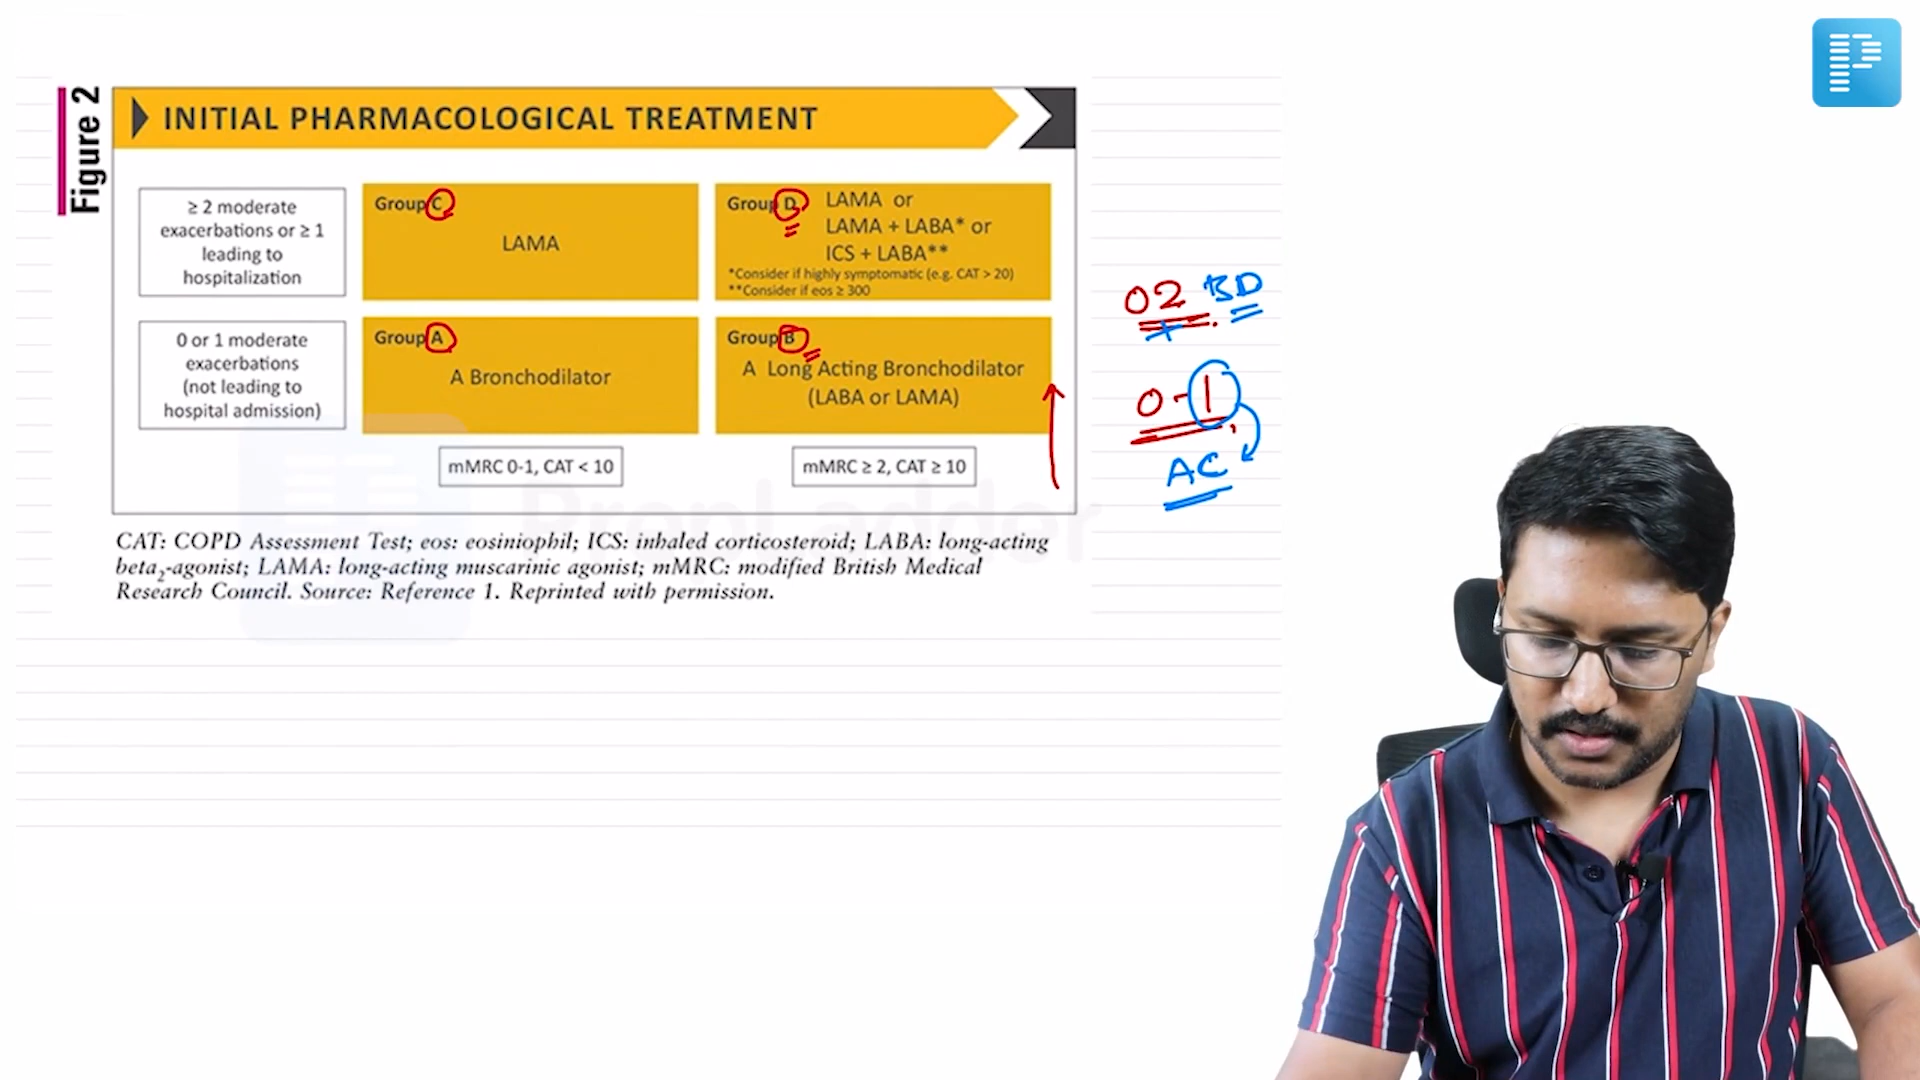 Figure 2
INITIAL PHARMACOLOGICAL TREATMENT
≥ 2 moderate
exacerbations or ≥ 1
leading to
hospitalization
Group C
LAMA
Group D
LAMA or
LAMA + LABA* or
ICS + LABA**
*Consider if highly symptomatic (e.g. CAT > 20)
**Consider if eos ≥ 300
0 or 1 moderate
exacerbations
(not leading to
hospital admission)
Group A
A Bronchodilator
Group B
A Long Acting Bronchodilator
(LABA or LAMA)
mMRC 0-1, CAT < 10
mMRC ≥ 2, CAT ≥ 10
CAT: COPD Assessment Test; eos: eosiniophil; ICS: inhaled corticosteroid; LABA: long-acting
beta2-agonist; LAMA: long-acting muscarinic agonist; mMRC: modified British Medical
Research Council. Source: Reference 1. Reprinted with permission.
02 BD
+
0-1
AC
PrepLadder